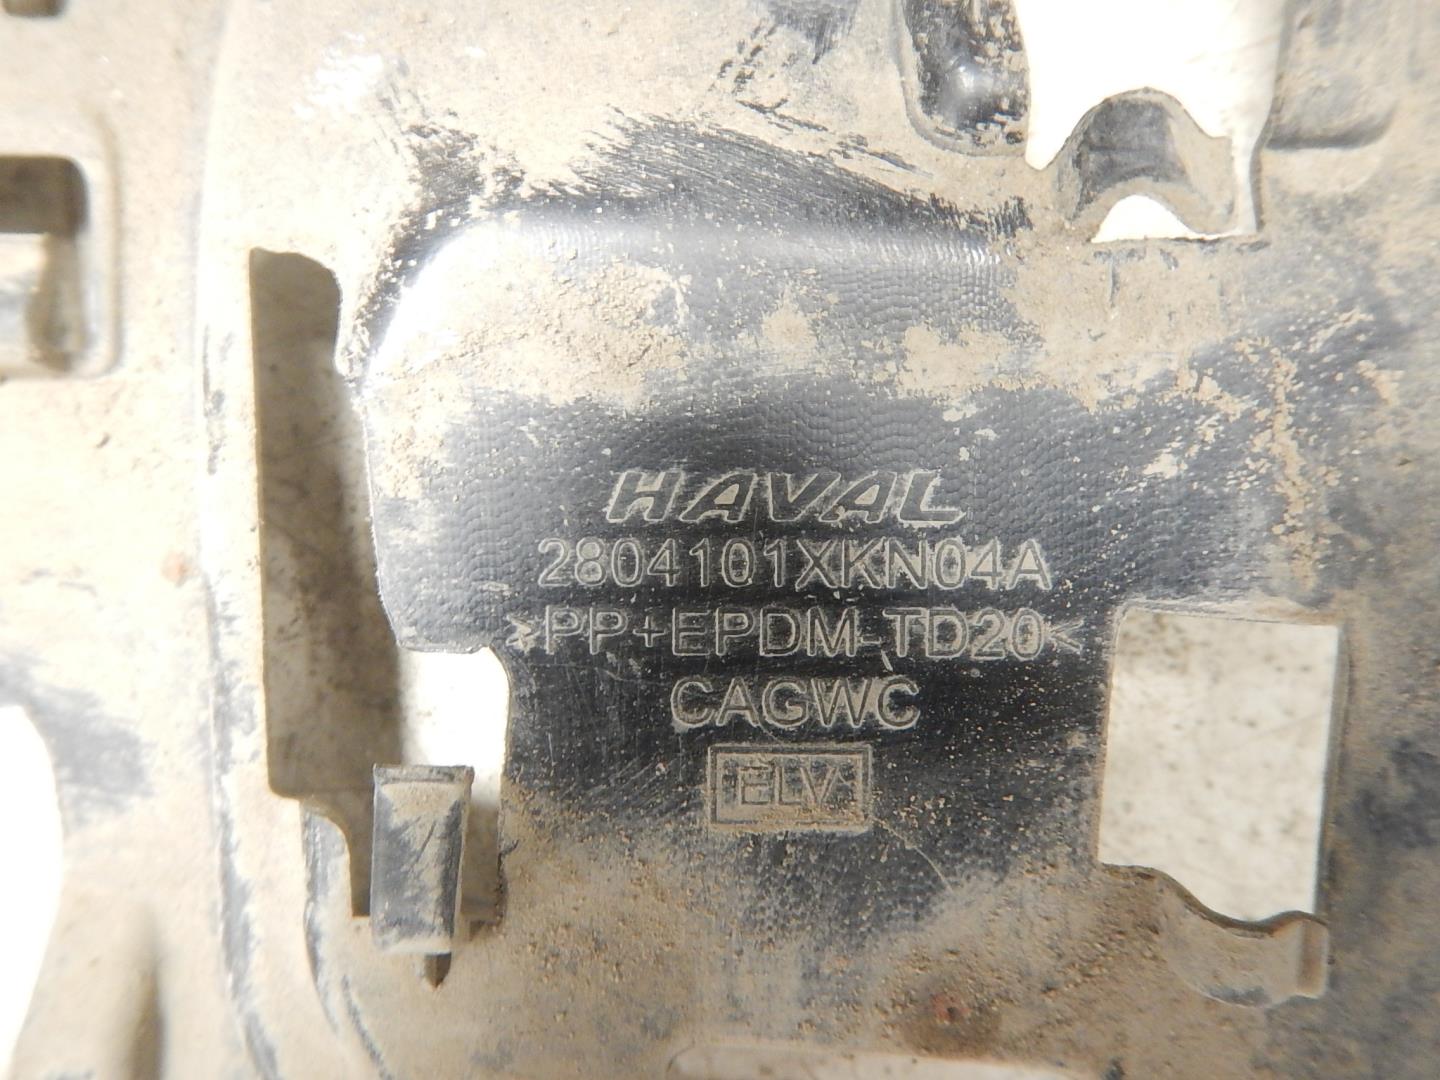 HAVAL
2804101XKN04A
>PP+EPDM-TD20<
CAGWC
ELV